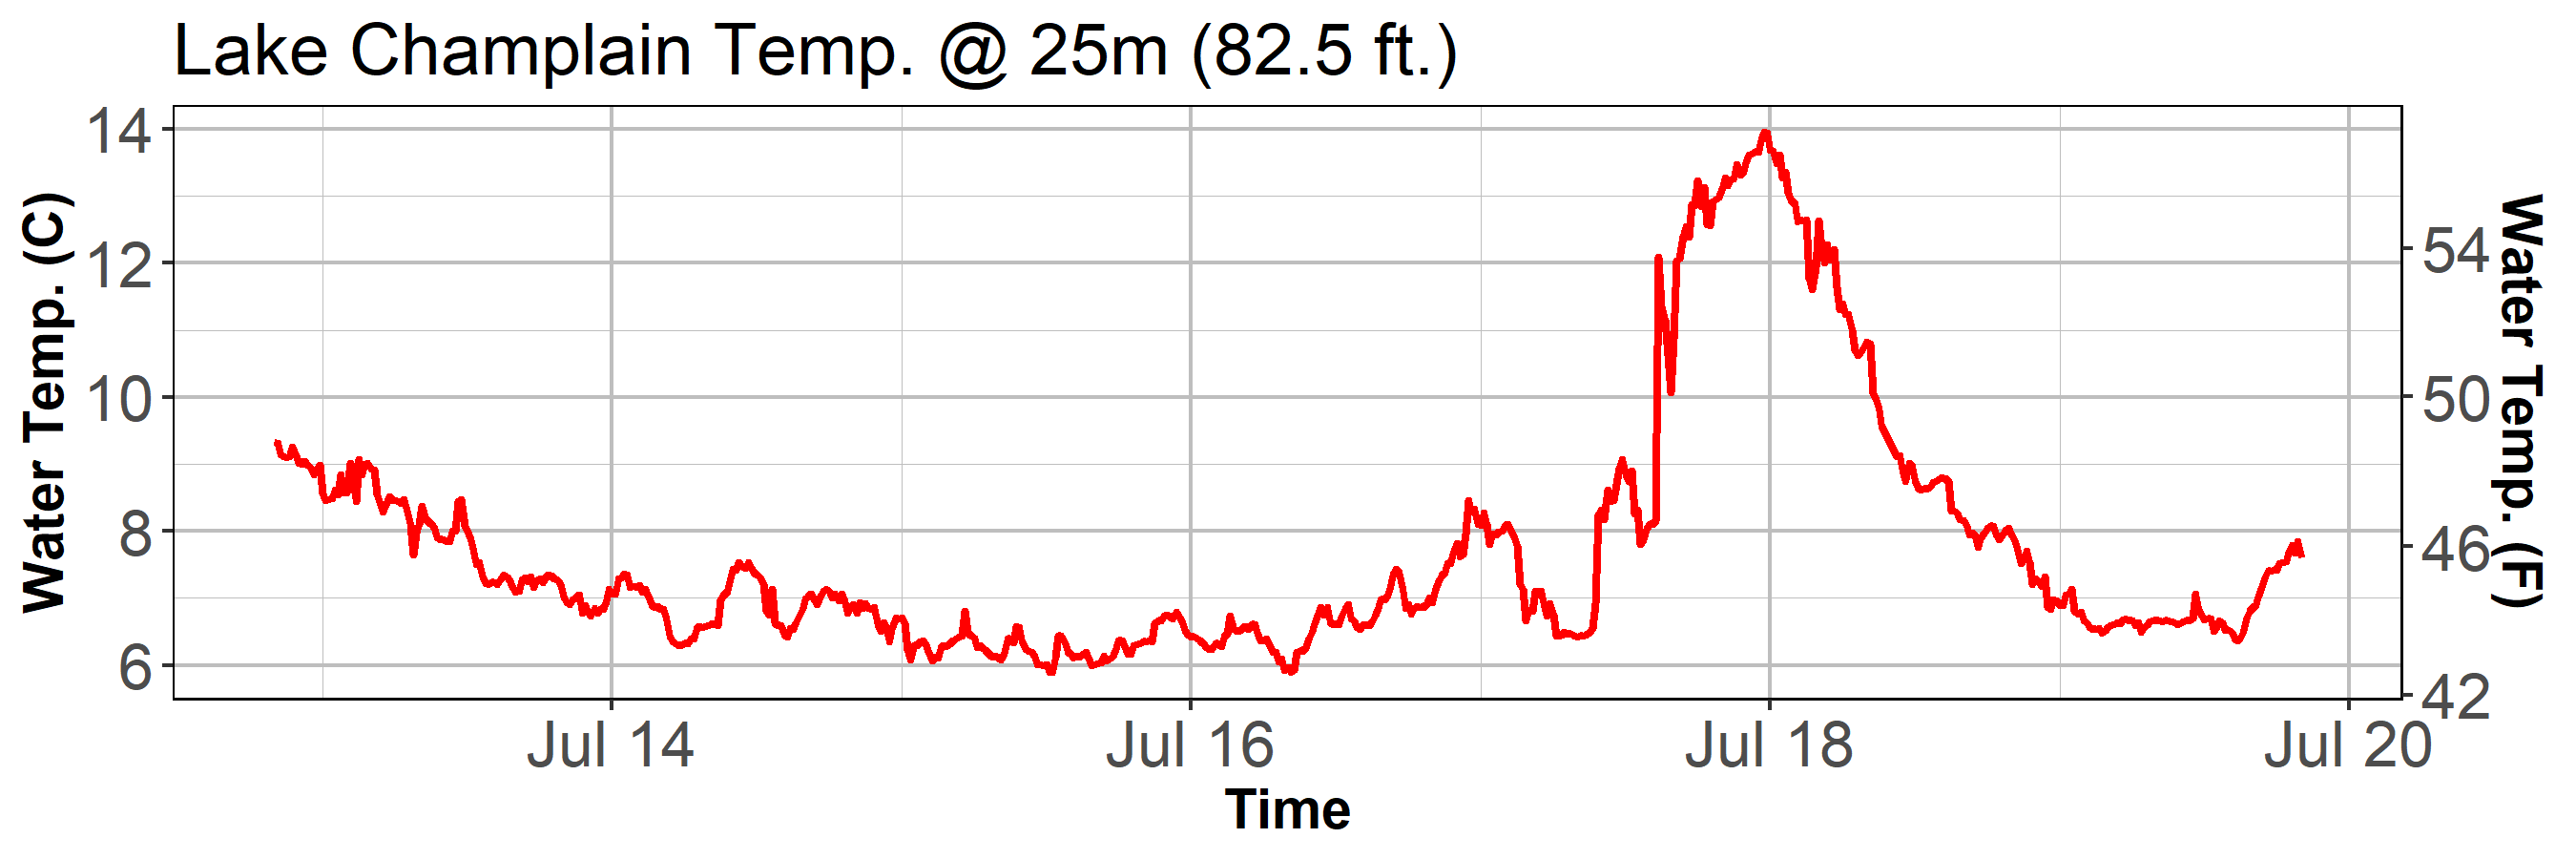 Lake Champlain Temp. @ 25m (82.5 ft.)
Water Temp. (C)
14
12
10
8
6
54
50
46
42
Water Temp. (F)
Jul 14 Jul 16 Jul 18 Jul 20
Time